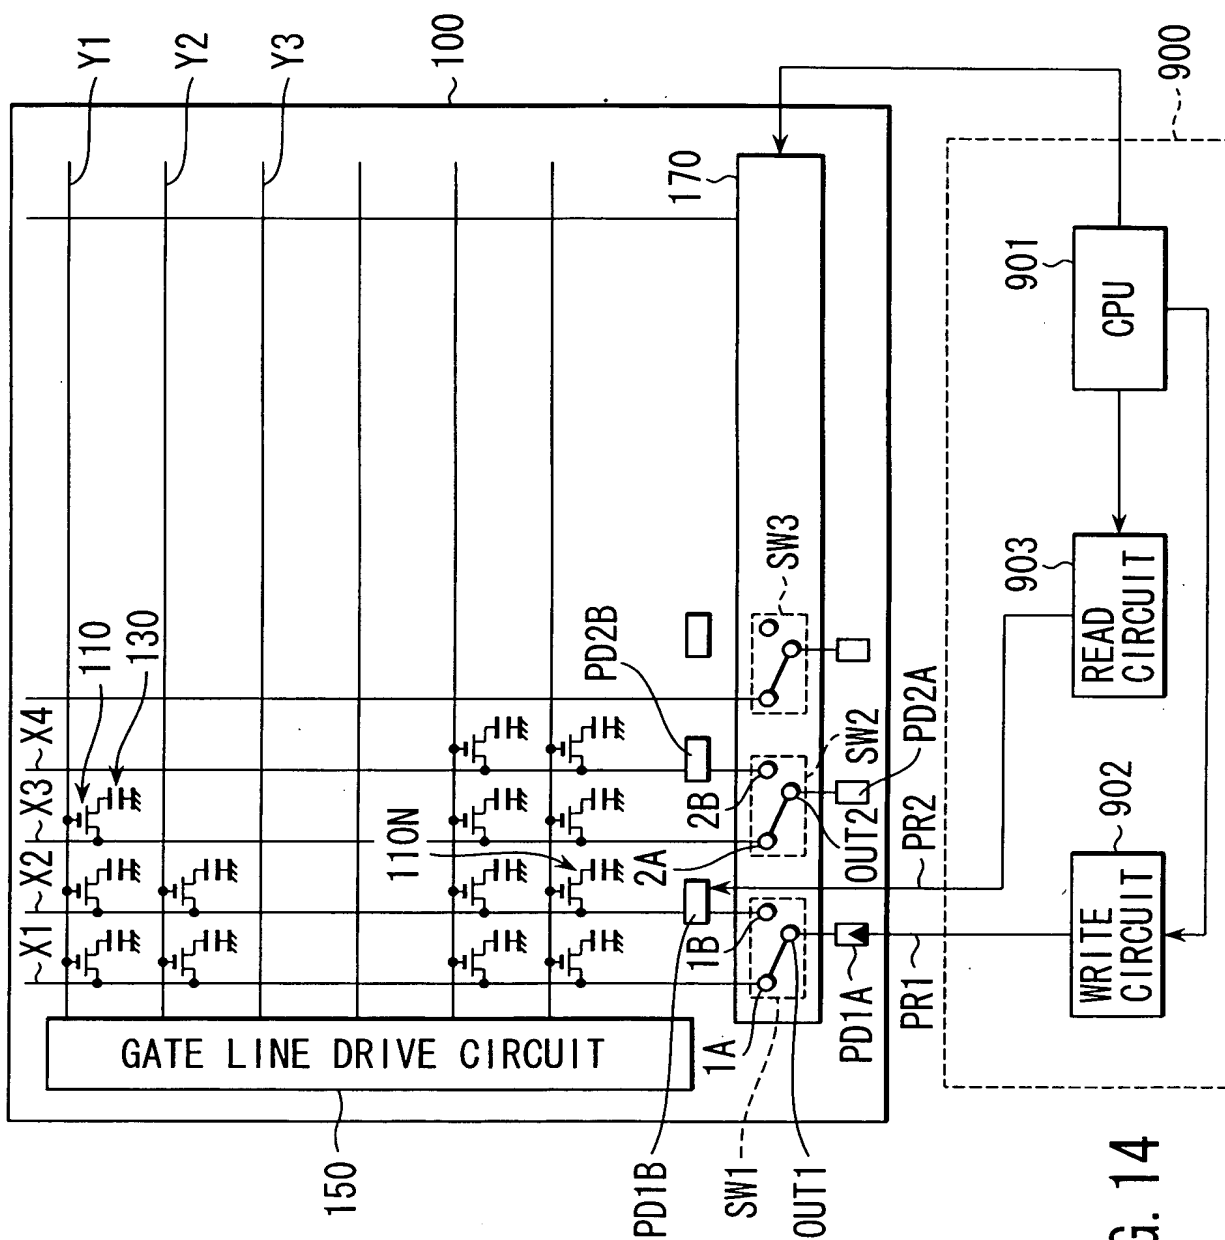 Y1
Y2
Y3
100
X1
X2
X3
X4
110
130
110N
GATE LINE DRIVE CIRCUIT
150
170
PD1B
PD2B
1A
1B
2A
2B
SW1
SW2
SW3
OUT1
OUT2
PD1A
PD2A
PR1
PR2
900
901
CPU
903
READ
CIRCUIT
902
WRITE
CIRCUIT
G. 14